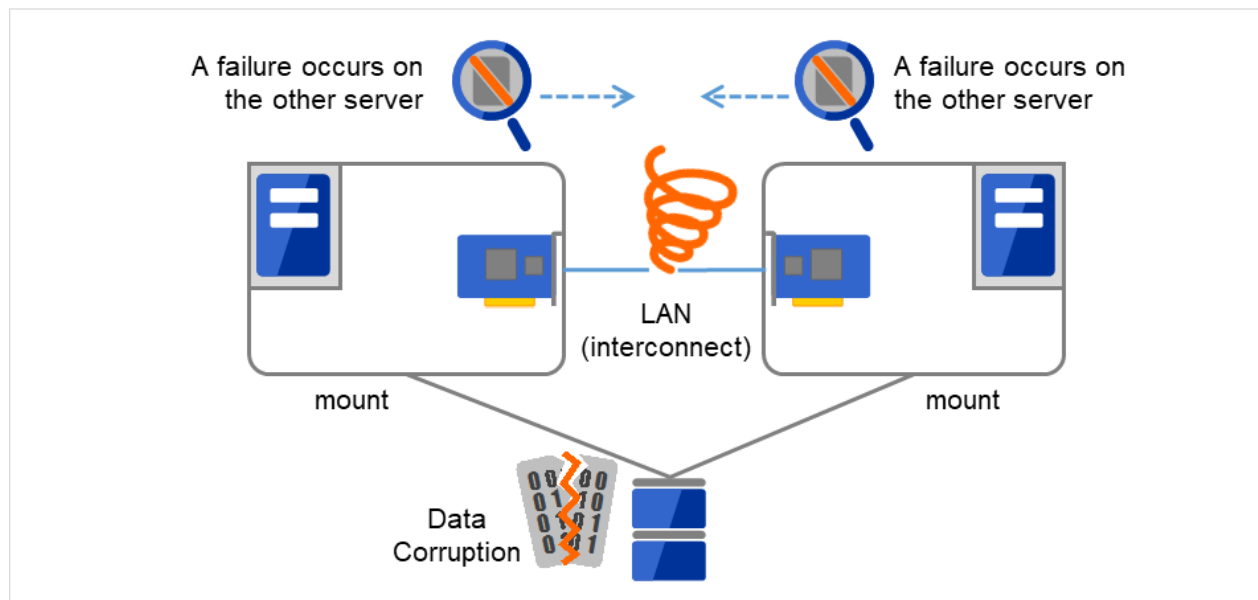 A failure occurs on
the other server
A failure occurs on
the other server
LAN
(interconnect)
mount
mount
Data
Corruption